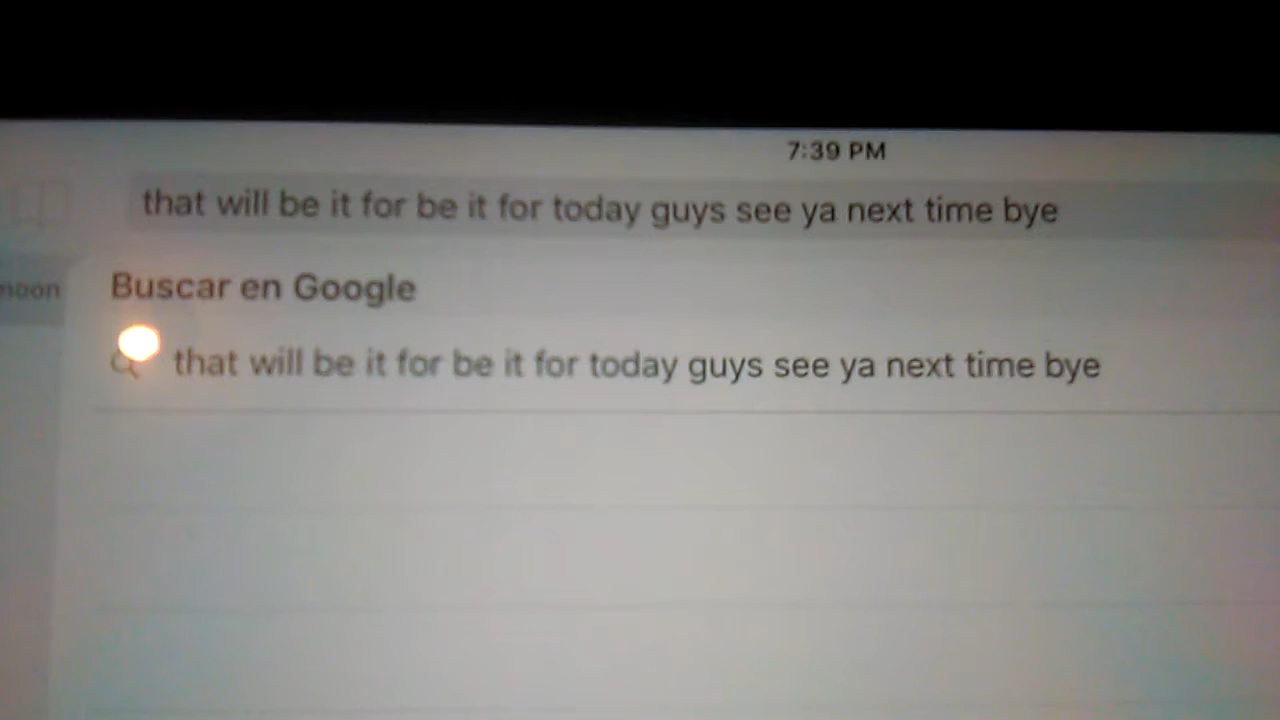 7:39 PM
that will be it for be it for today guys see ya next time bye
Buscar en Google
noon
that will be it for be it for today guys see ya next time bye